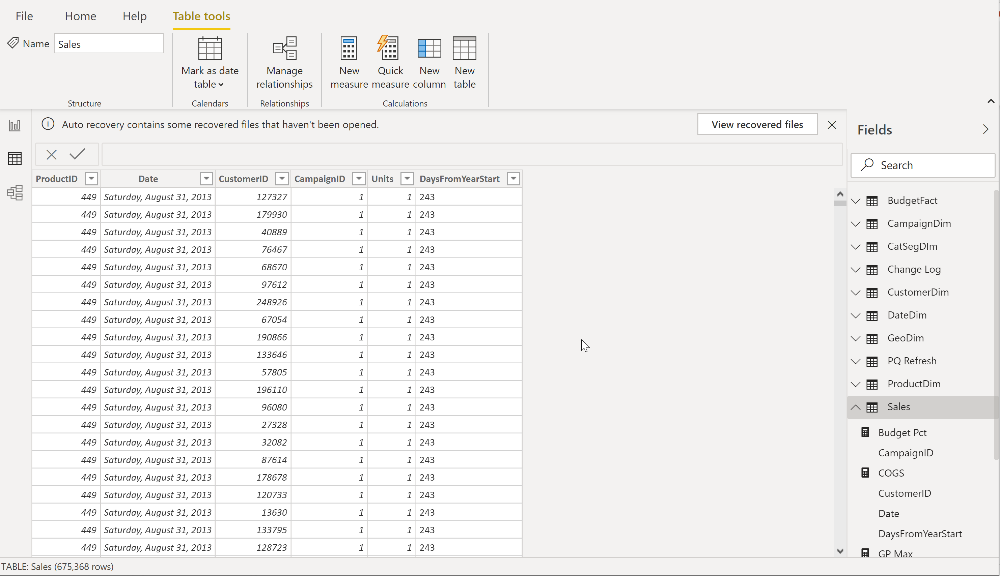 File Home Help Table tools
Name Sales
Mark as date table
Manage relationships
New measure
Quick measure
New column
New table
Structure Calendars Relationships Calculations
Auto recovery contains some recovered files that haven't been opened. View recovered files
ProductID Date CustomerID CampaignID Units DaysFromYearStart
449 Saturday, August 31, 2013 127327 1 1 243
449 Saturday, August 31, 2013 179930 1 1 243
449 Saturday, August 31, 2013 40889 1 1 243
449 Saturday, August 31, 2013 76467 1 1 243
449 Saturday, August 31, 2013 68670 1 1 243
449 Saturday, August 31, 2013 97612 1 1 243
449 Saturday, August 31, 2013 248926 1 1 243
449 Saturday, August 31, 2013 67054 1 1 243
449 Saturday, August 31, 2013 190866 1 1 243
449 Saturday, August 31, 2013 133646 1 1 243
449 Saturday, August 31, 2013 57805 1 1 243
449 Saturday, August 31, 2013 196110 1 1 243
449 Saturday, August 31, 2013 96080 1 1 243
449 Saturday, August 31, 2013 27328 1 1 243
449 Saturday, August 31, 2013 32082 1 1 243
449 Saturday, August 31, 2013 87614 1 1 243
449 Saturday, August 31, 2013 178678 1 1 243
449 Saturday, August 31, 2013 120733 1 1 243
449 Saturday, August 31, 2013 13630 1 1 243
449 Saturday, August 31, 2013 133795 1 1 243
449 Saturday, August 31, 2013 128723 1 1 243
Fields
Search
BudgetFact
CampaignDim
CatSegDIm
Change Log
CustomerDim
DateDim
GeoDim
PQ Refresh
ProductDim
Sales
Budget Pct
CampaignID
COGS
CustomerID
Date
DaysFromYearStart
GP Max
TABLE: Sales (675,368 rows)